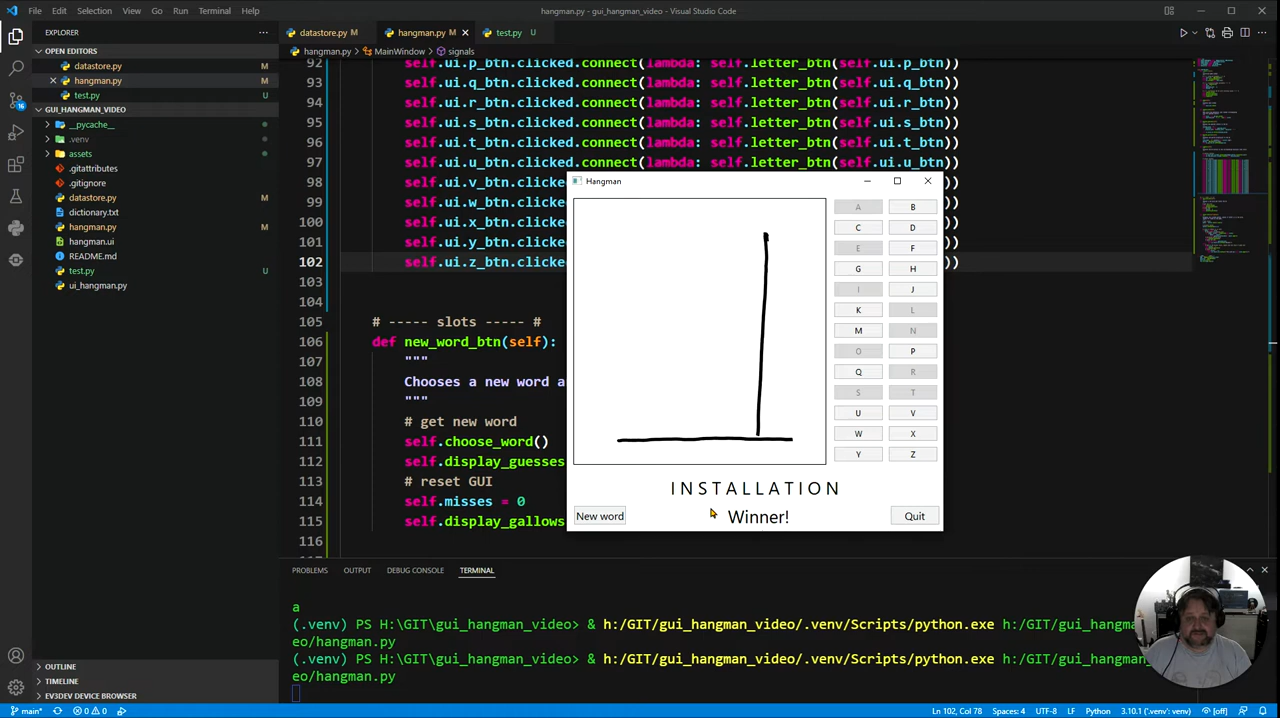 File Edit Selection View Go Run Terminal Help
hangman.py - gui_hangman_video - Visual Studio Code
EXPLORER
datastore.py M
hangman.py M
test.py U
OPEN EDITORS
hangman.py > MainWindow > signals
datastore.py M
hangman.py M
test.py U
GUI_HANGMAN_VIDEO
__pycache__
.venv
assets
.gitattributes
.gitignore
datastore.py M
dictionary.txt
hangman.py M
hangman.ui
README.md
test.py U
ui_hangman.py
OUTLINE
TIMELINE
EV3DEV DEVICE BROWSER
92 self.ui.p_btn.clicked.connect(lambda: self.letter_btn(self.ui.p_btn))
93 self.ui.q_btn.clicked.connect(lambda: self.letter_btn(self.ui.q_btn))
94 self.ui.r_btn.clicked.connect(lambda: self.letter_btn(self.ui.r_btn))
95 self.ui.s_btn.clicked.connect(lambda: self.letter_btn(self.ui.s_btn))
96 self.ui.t_btn.clicked.connect(lambda: self.letter_btn(self.ui.t_btn))
97 self.ui.u_btn.clicked.connect(lambda: self.letter_btn(self.ui.u_btn))
98 self.ui.v_btn.clicke ))
99 self.ui.w_btn.clicke ))
100 self.ui.x_btn.clicke ))
101 self.ui.y_btn.clicke ))
102 self.ui.z_btn.clicke ))
103
104
105 # ----- slots ----- #
106 def new_word_btn(self):
107 """
108 Chooses a new word a
109 """
110 # get new word
111 self.choose_word()
112 self.display_guesses
113 # reset GUI
114 self.misses = 0
115 self.display_gallows
116
Hangman
A B
C D
E F
G H
I J
K L
M N
O P
Q R
S T
U V
W X
Y Z
I N S T A L L A T I O N
New word Winner! Quit
PROBLEMS OUTPUT DEBUG CONSOLE TERMINAL
a
(.venv) PS H:\GIT\gui_hangman_video> & h:/GIT/gui_hangman_video/.venv/Scripts/python.exe h:/GIT/gui_hangma
eo/hangman.py
(.venv) PS H:\GIT\gui_hangman_video> & h:/GIT/gui_hangman_video/.venv/Scripts/python.exe h:/GIT/gui_hangma
eo/hangman.py
main* 0 0 Ln 102, Col 78 Spaces: 4 UTF-8 LF Python 3.10.1 ('.venv': venv) [off]